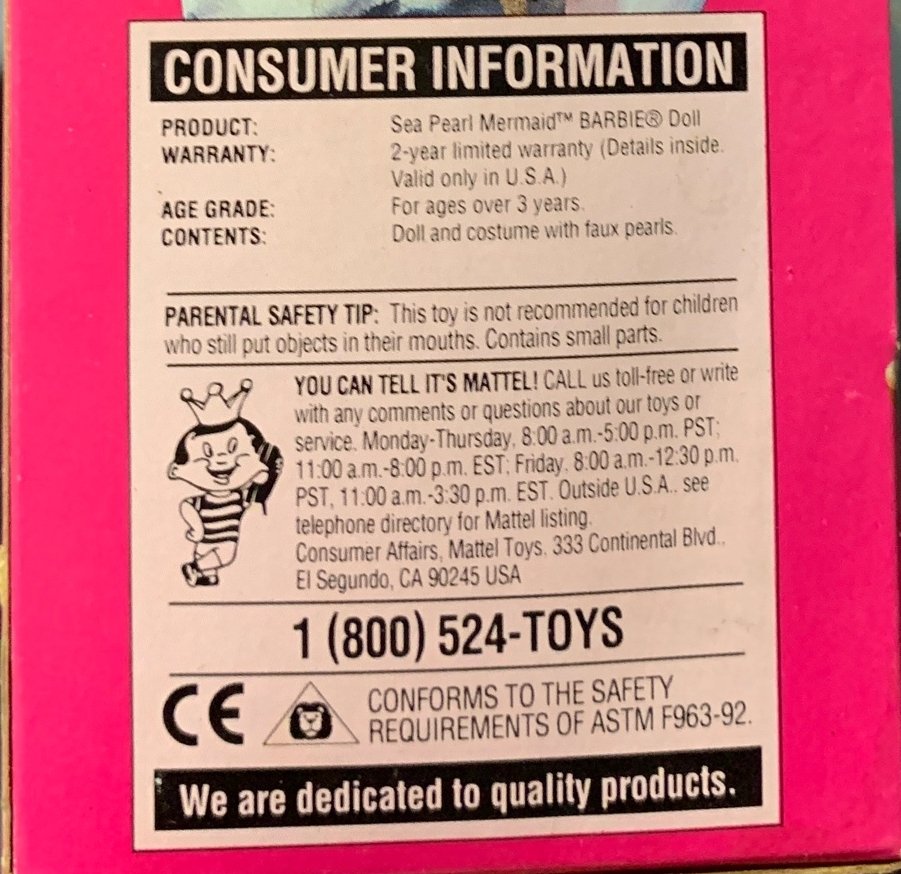 CONSUMER INFORMATION
PRODUCT: Sea Pearl Mermaid™ BARBIE® Doll
WARRANTY: 2-year limited warranty (Details inside.
Valid only in U.S.A.)
AGE GRADE: For ages over 3 years.
CONTENTS: Doll and costume with faux pearls.
PARENTAL SAFETY TIP: This toy is not recommended for children
who still put objects in their mouths. Contains small parts.
YOU CAN TELL IT'S MATTEL! CALL us toll-free or write
with any comments or questions about our toys or
service. Monday-Thursday, 8:00 a.m.-5:00 p.m. PST;
11:00 a.m.-8:00 p.m. EST; Friday, 8:00 a.m.-12:30 p.m.
PST, 11:00 a.m.-3:30 p.m. EST. Outside U.S.A., see
telephone directory for Mattel listing.
Consumer Affairs, Mattel Toys, 333 Continental Blvd.,
El Segundo, CA 90245 USA
1 (800) 524-TOYS
CE
CONFORMS TO THE SAFETY
REQUIREMENTS OF ASTM F963-92.
We are dedicated to quality products.